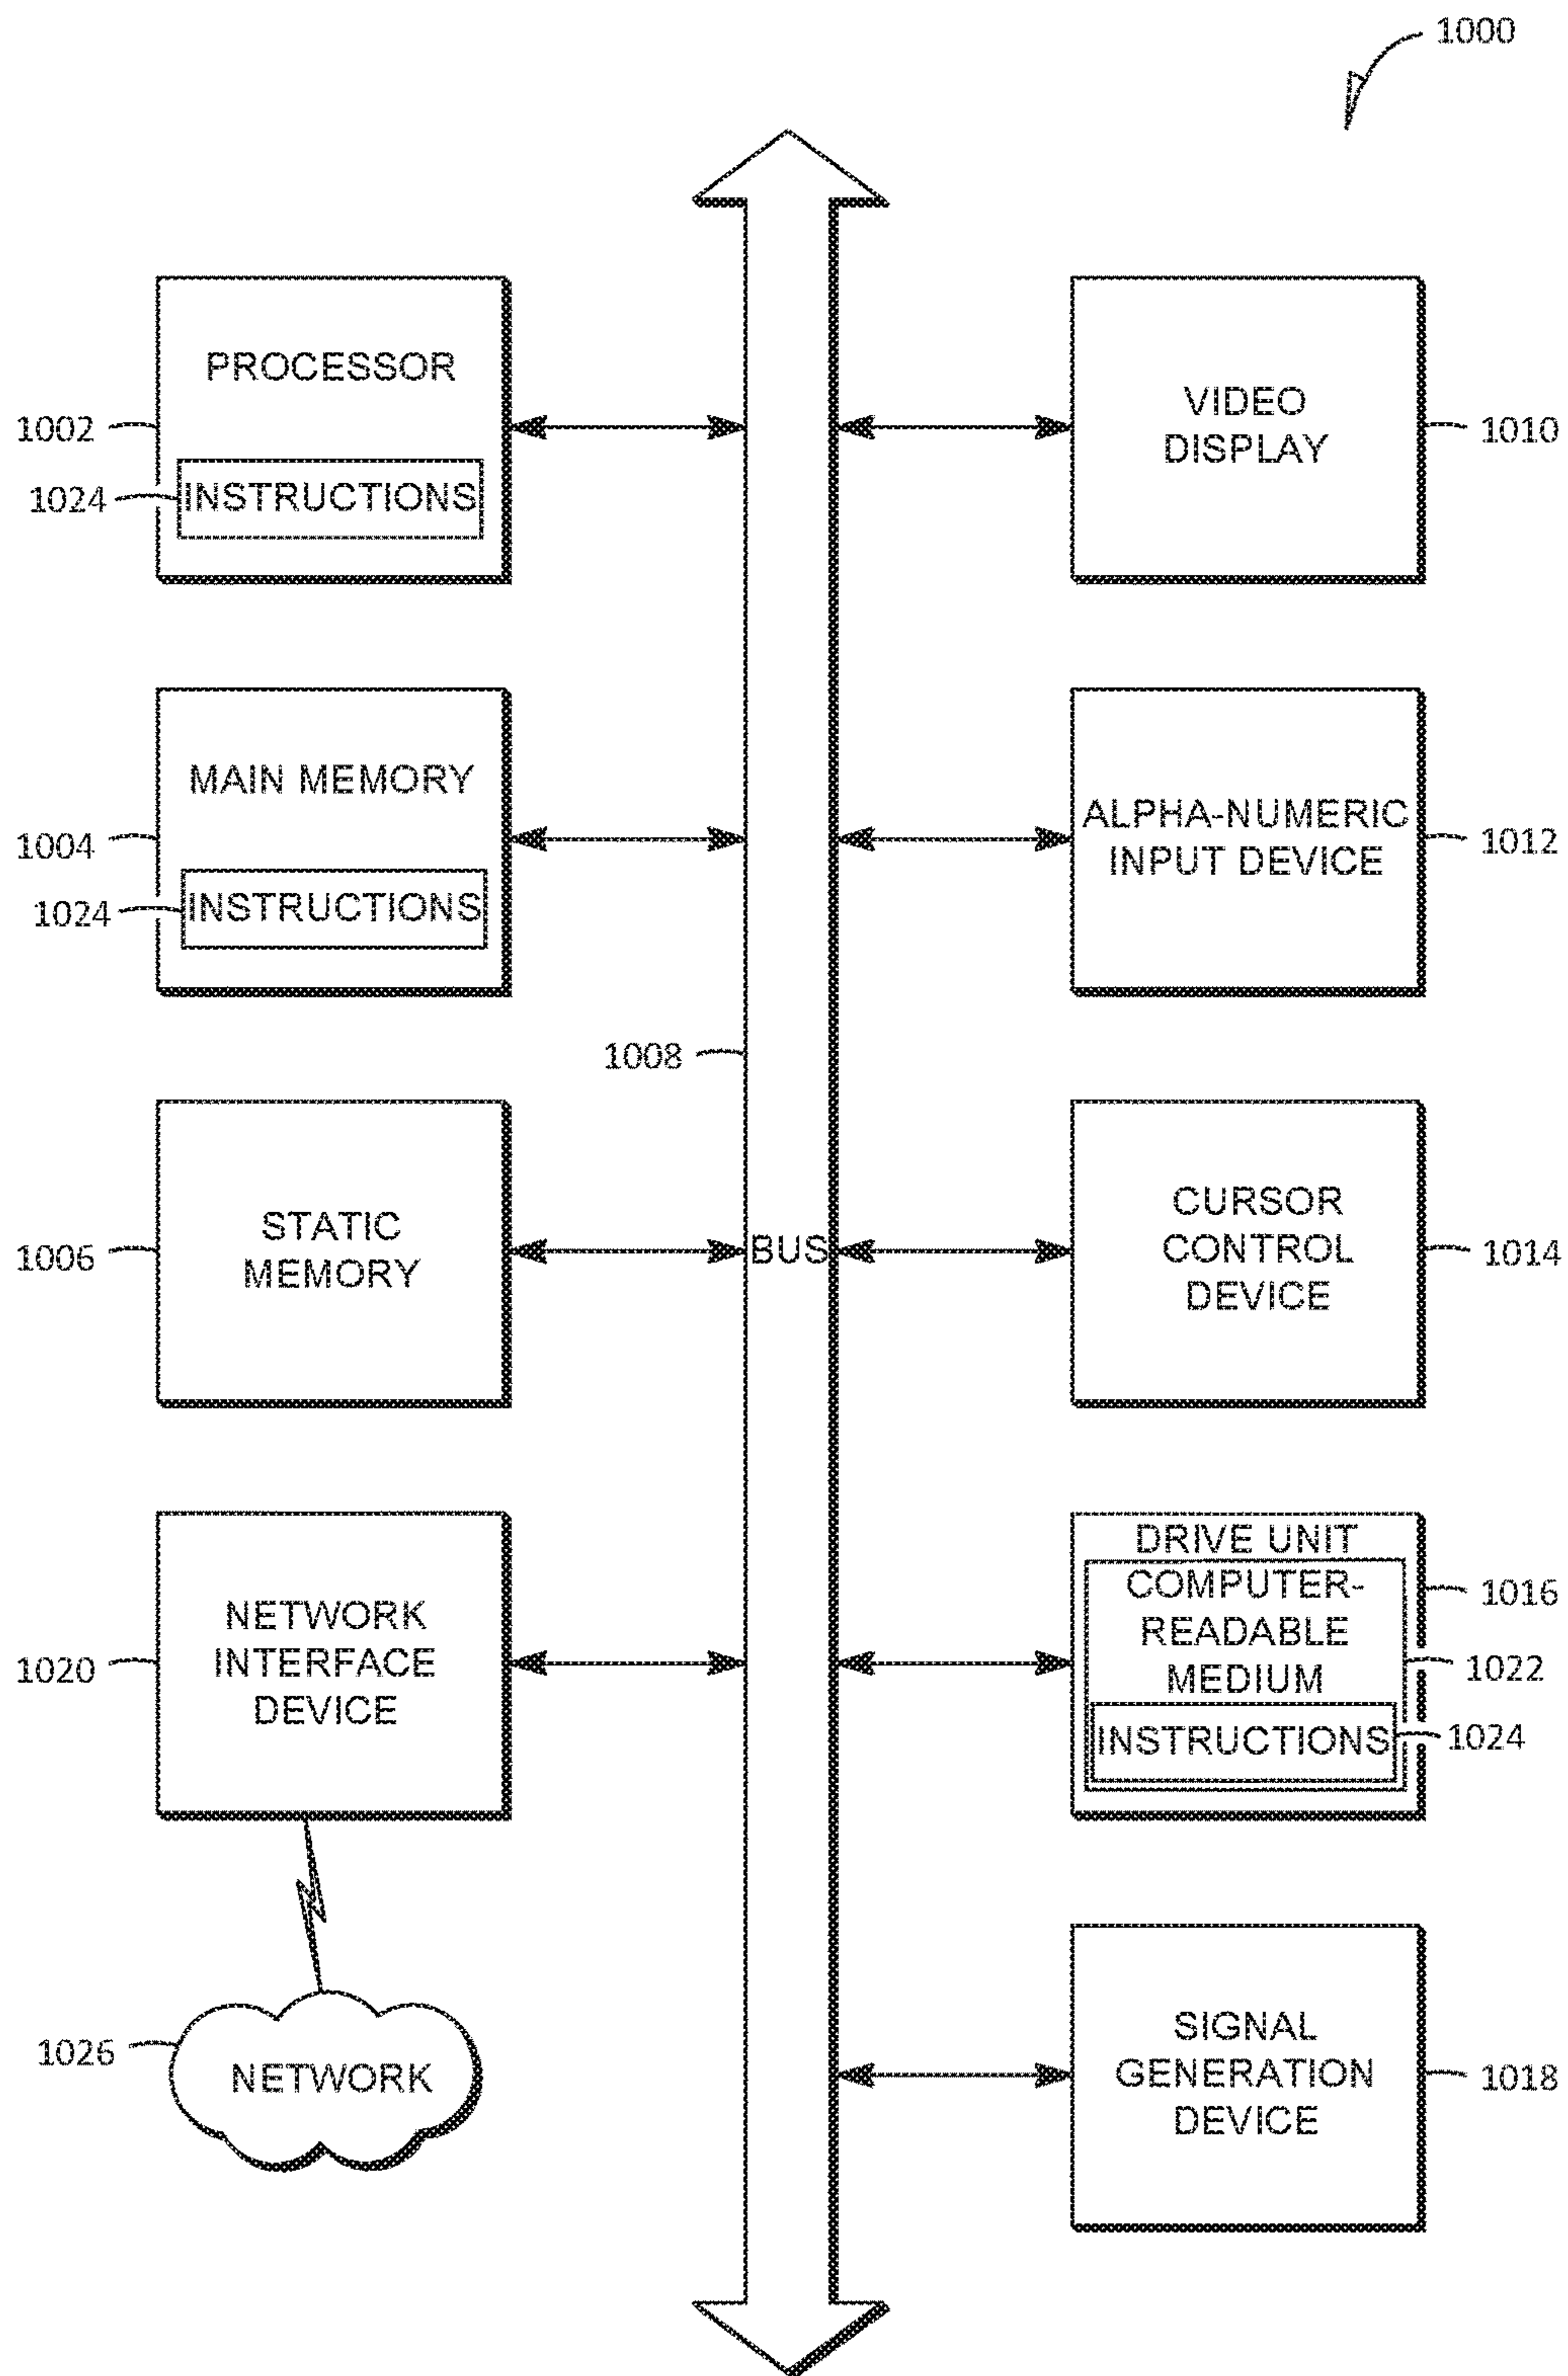 1000
PROCESSOR
1002
1024
INSTRUCTIONS
VIDEO
DISPLAY
1010
MAIN MEMORY
1004
1024
INSTRUCTIONS
ALPHA-NUMERIC
INPUT DEVICE
1012
1008
STATIC
MEMORY
1006
BUS
CURSOR
CONTROL
DEVICE
1014
NETWORK
INTERFACE
DEVICE
1020
DRIVE UNIT
COMPUTER-
READABLE
MEDIUM
1016
1022
INSTRUCTIONS
1024
1026
NETWORK
SIGNAL
GENERATION
DEVICE
1018